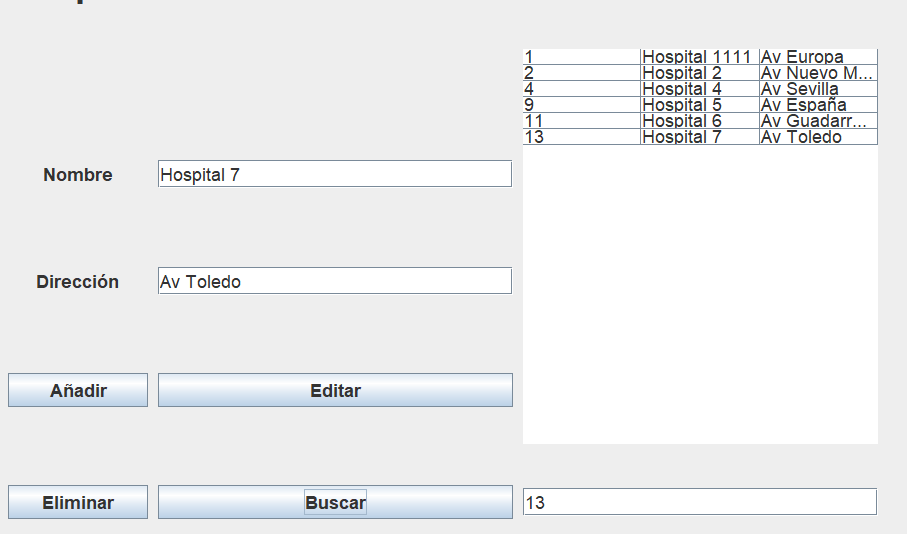 1 Hospital 1111 Av Europa
2 Hospital 2 Av Nuevo M...
4 Hospital 4 Av Sevilla
9 Hospital 5 Av España
11 Hospital 6 Av Guadarr...
13 Hospital 7 Av Toledo
Nombre Hospital 7
Dirección Av Toledo
Añadir Editar
Eliminar Buscar 13